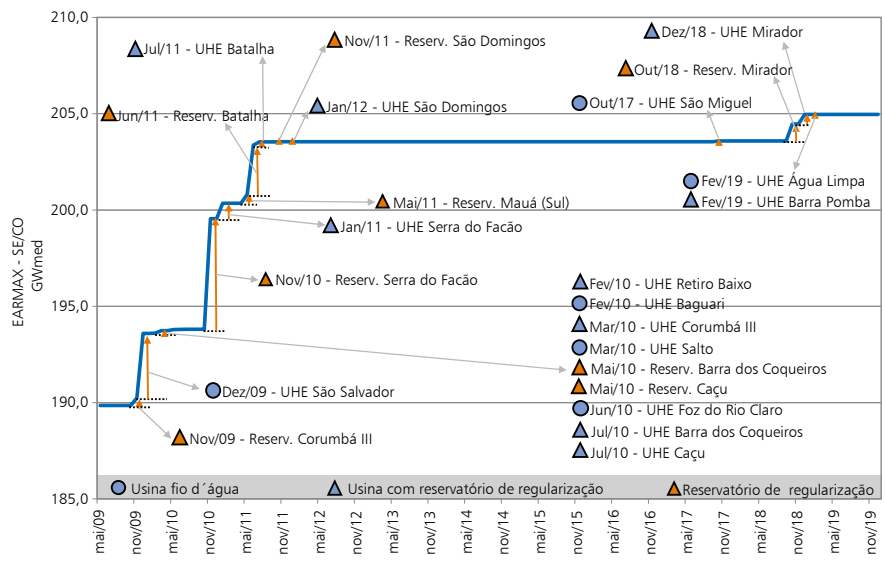 210,0
205,0
200,0
195,0
190,0
185,0
EARMAX - SE/CO
GWmed
Jul/11 - UHE Batalha
Nov/11 - Reserv. São Domingos
Dez/18 - UHE Mirador
Out/18 - Reserv. Mirador
Jun/11 - Reserv. Batalha
Jan/12 - UHE São Domingos
Out/17 - UHE São Miguel
Fev/19 - UHE Água Limpa
Fev/19 - UHE Barra Pomba
Mai/11 - Reserv. Mauá (Sul)
Jan/11 - UHE Serra do Facão
Nov/10 - Reserv. Serra do Facão
Fev/10 - UHE Retiro Baixo
Fev/10 - UHE Baguari
Mar/10 - UHE Corumbá III
Mar/10 - UHE Salto
Mai/10 - Reserv. Barra dos Coqueiros
Mai/10 - Reserv. Caçu
Jun/10 - UHE Foz do Rio Claro
Jul/10 - UHE Barra dos Coqueiros
Jul/10 - UHE Caçu
Dez/09 - UHE São Salvador
Nov/09 - Reserv. Corumbá III
Usina fio d´água
Usina com reservatório de regularização
Reservatório de regularização
mai/09
nov/09
mai/10
nov/10
mai/11
nov/11
mai/12
nov/12
mai/13
nov/13
mai/14
nov/14
mai/15
nov/15
mai/16
nov/16
mai/17
nov/17
mai/18
nov/18
mai/19
nov/19